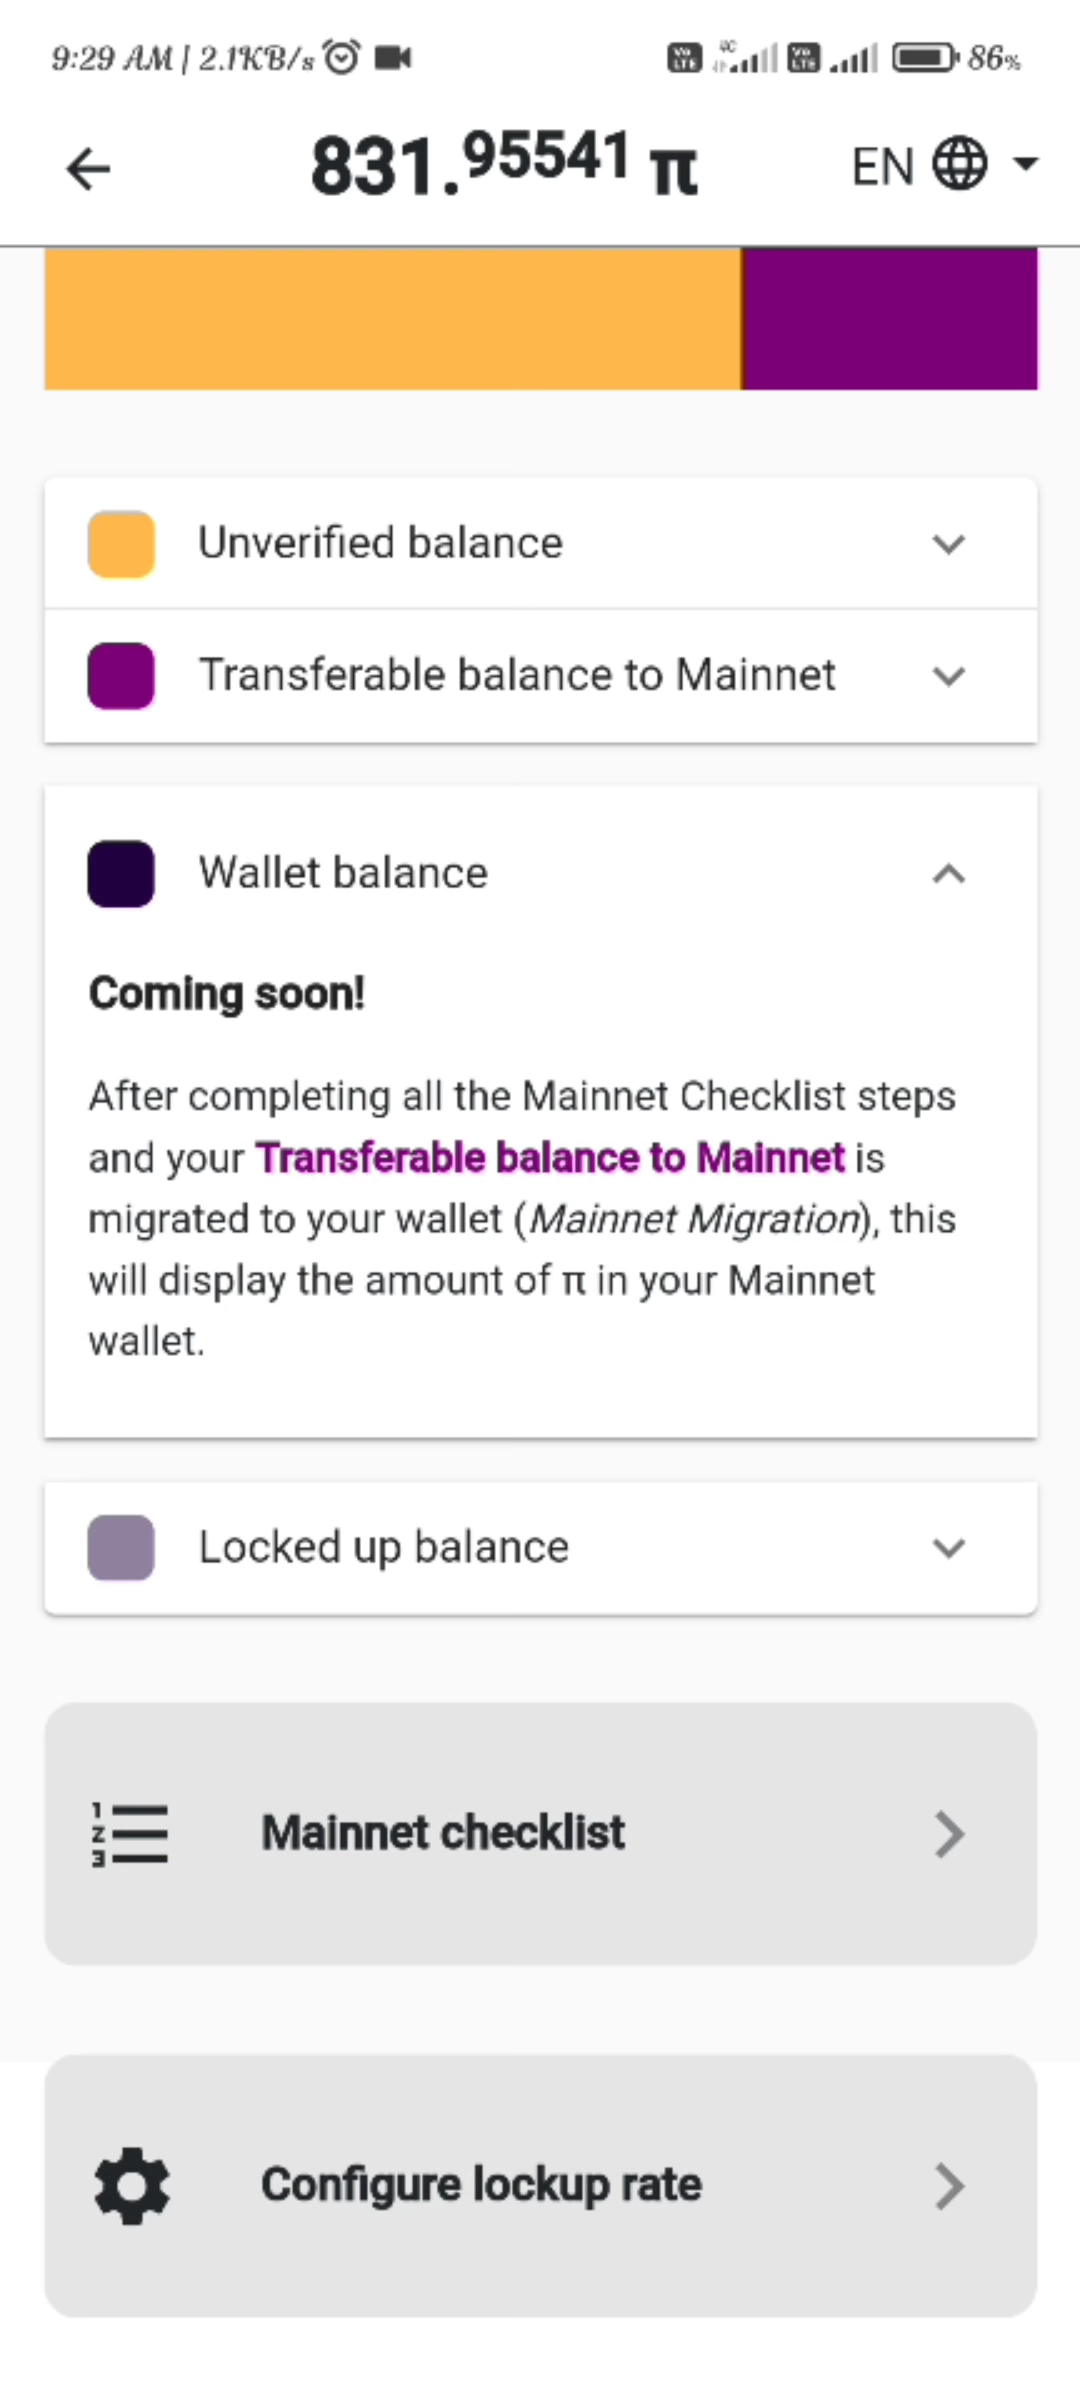 9:29 AM | 2.1KB/s 4G 86%
831.95541 π EN
Unverified balance
Transferable balance to Mainnet
Wallet balance
Coming soon!
After completing all the Mainnet Checklist steps
and your Transferable balance to Mainnet is
migrated to your wallet (Mainnet Migration), this
will display the amount of π in your Mainnet
wallet.
Locked up balance
Mainnet checklist
Configure lockup rate